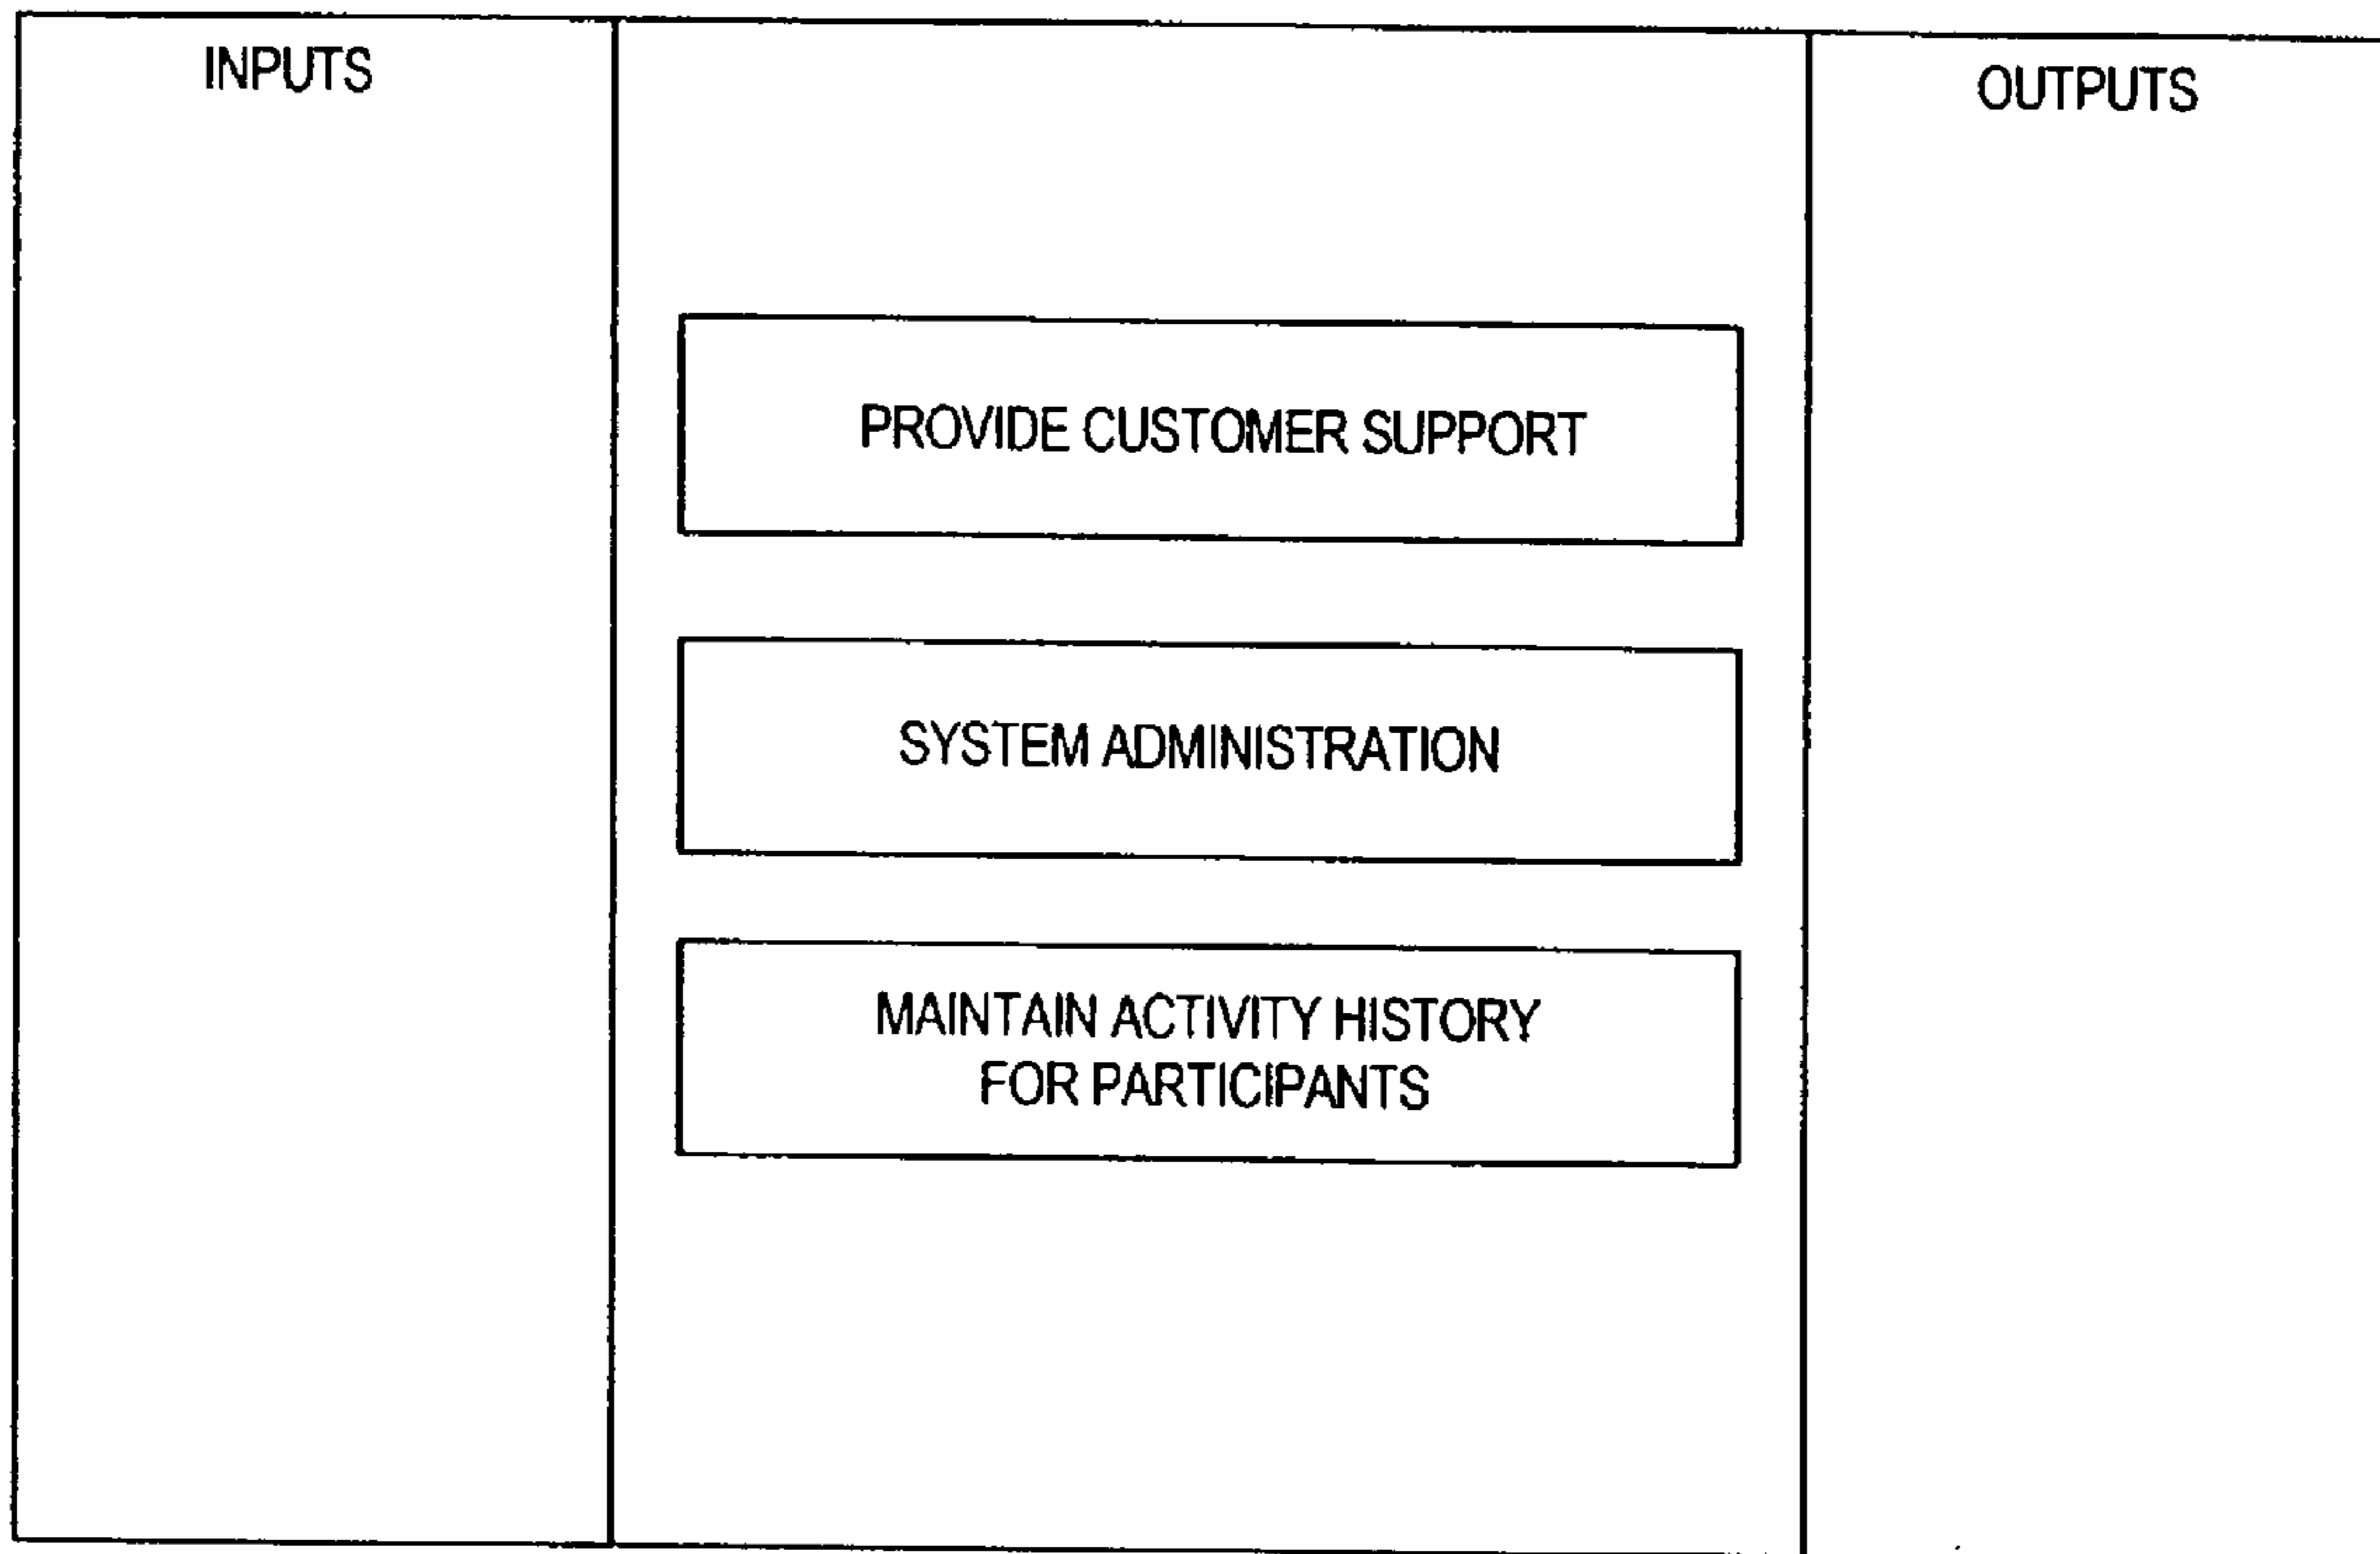 INPUTS
OUTPUTS
PROVIDE CUSTOMER SUPPORT
SYSTEM ADMINISTRATION
MAINTAIN ACTIVITY HISTORY
FOR PARTICIPANTS